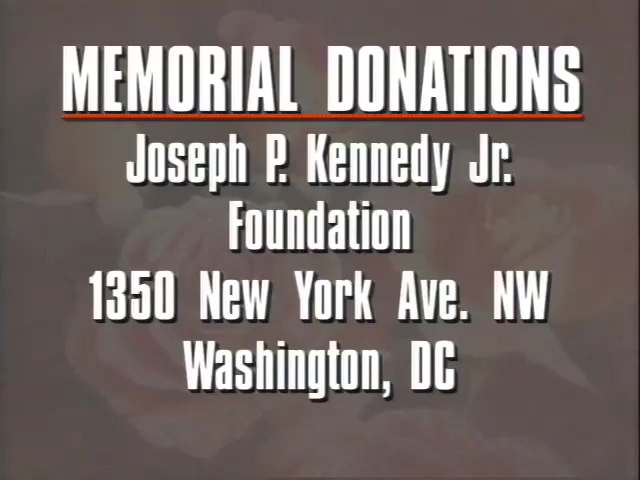 MEMORIAL DONATIONS
Joseph P. Kennedy Jr.
Foundation
1350 New York Ave. NW
Washington, DC